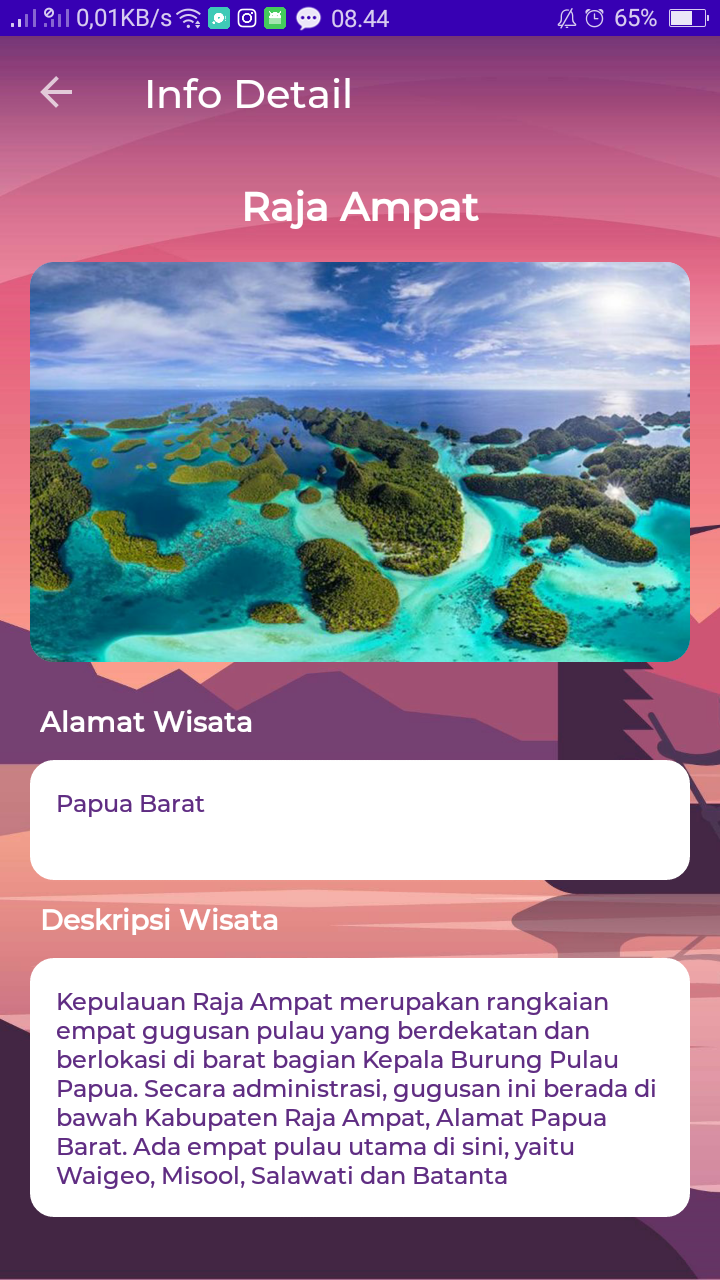 0,01KB/s 08.44 65%
Info Detail
Raja Ampat
Alamat Wisata
Papua Barat
Deskripsi Wisata
Kepulauan Raja Ampat merupakan rangkaian
empat gugusan pulau yang berdekatan dan
berlokasi di barat bagian Kepala Burung Pulau
Papua. Secara administrasi, gugusan ini berada di
bawah Kabupaten Raja Ampat, Alamat Papua
Barat. Ada empat pulau utama di sini, yaitu
Waigeo, Misool, Salawati dan Batanta